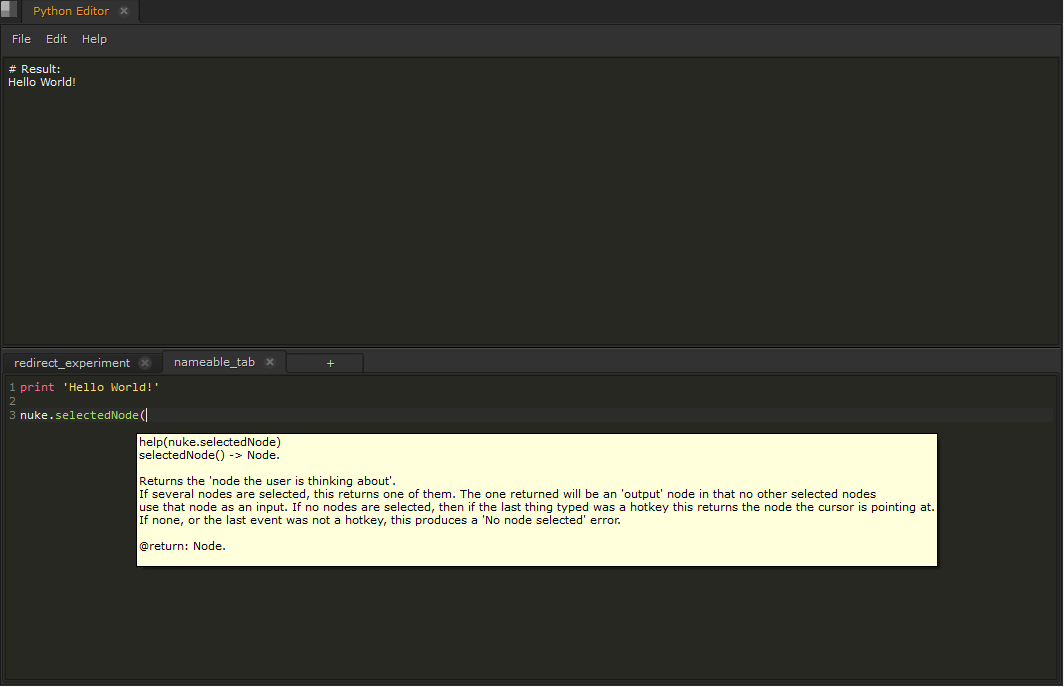 Python Editor
File Edit Help
# Result:
Hello World!
redirect_experiment nameable_tab +
1 print 'Hello World!'
2
3 nuke.selectedNode(
help(nuke.selectedNode)
selectedNode() -> Node.
Returns the 'node the user is thinking about'.
If several nodes are selected, this returns one of them. The one returned will be an 'output' node in that no other selected nodes
use that node as an input. If no nodes are selected, then if the last thing typed was a hotkey this returns the node the cursor is pointing at.
If none, or the last event was not a hotkey, this produces a 'No node selected' error.
@return: Node.